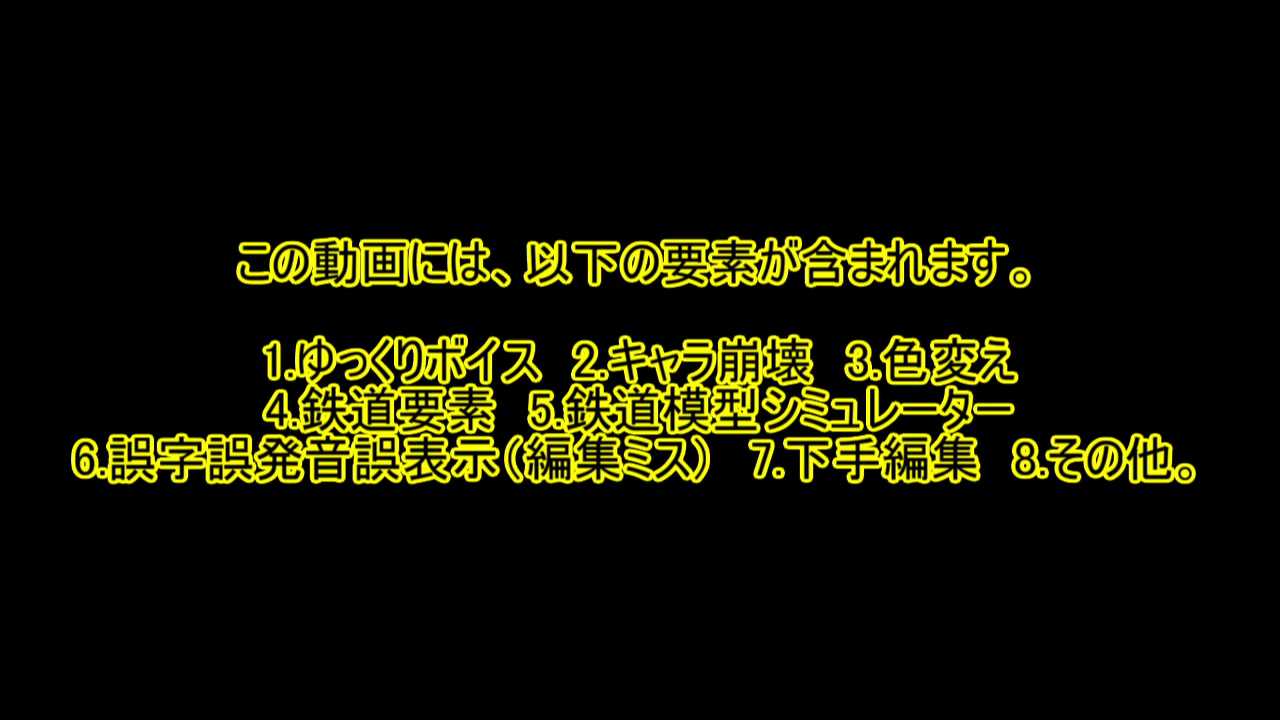 この動画には、以下の要素が含まれます。
1.ゆっくりボイス　2.キャラ崩壊　3.色変え
4.鉄道要素　5.鉄道模型シミュレーター
6.誤字誤発音誤表示（編集ミス）　7.下手編集　8.その他。